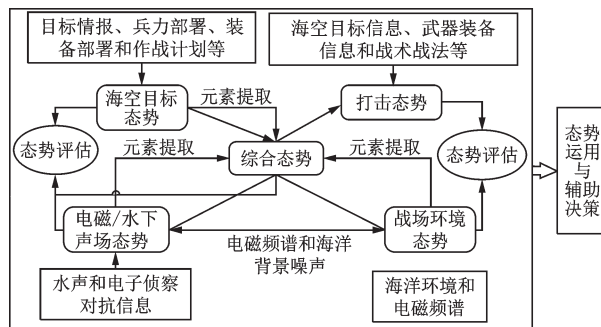 目标情报、兵力部署、装
备部署和作战计划等
海空目标信息、武器装备
信息和战术战法等
海空目标
态势
元素提取
打击态势
态势评估
综合态势
态势评估
元素提取
元素提取
电磁/水下
声场态势
战场环境
态势
电磁频谱和海洋
背景噪声
水声和电子侦察
对抗信息
海洋环境和
电磁频谱
态势
运用
与
辅助
决策